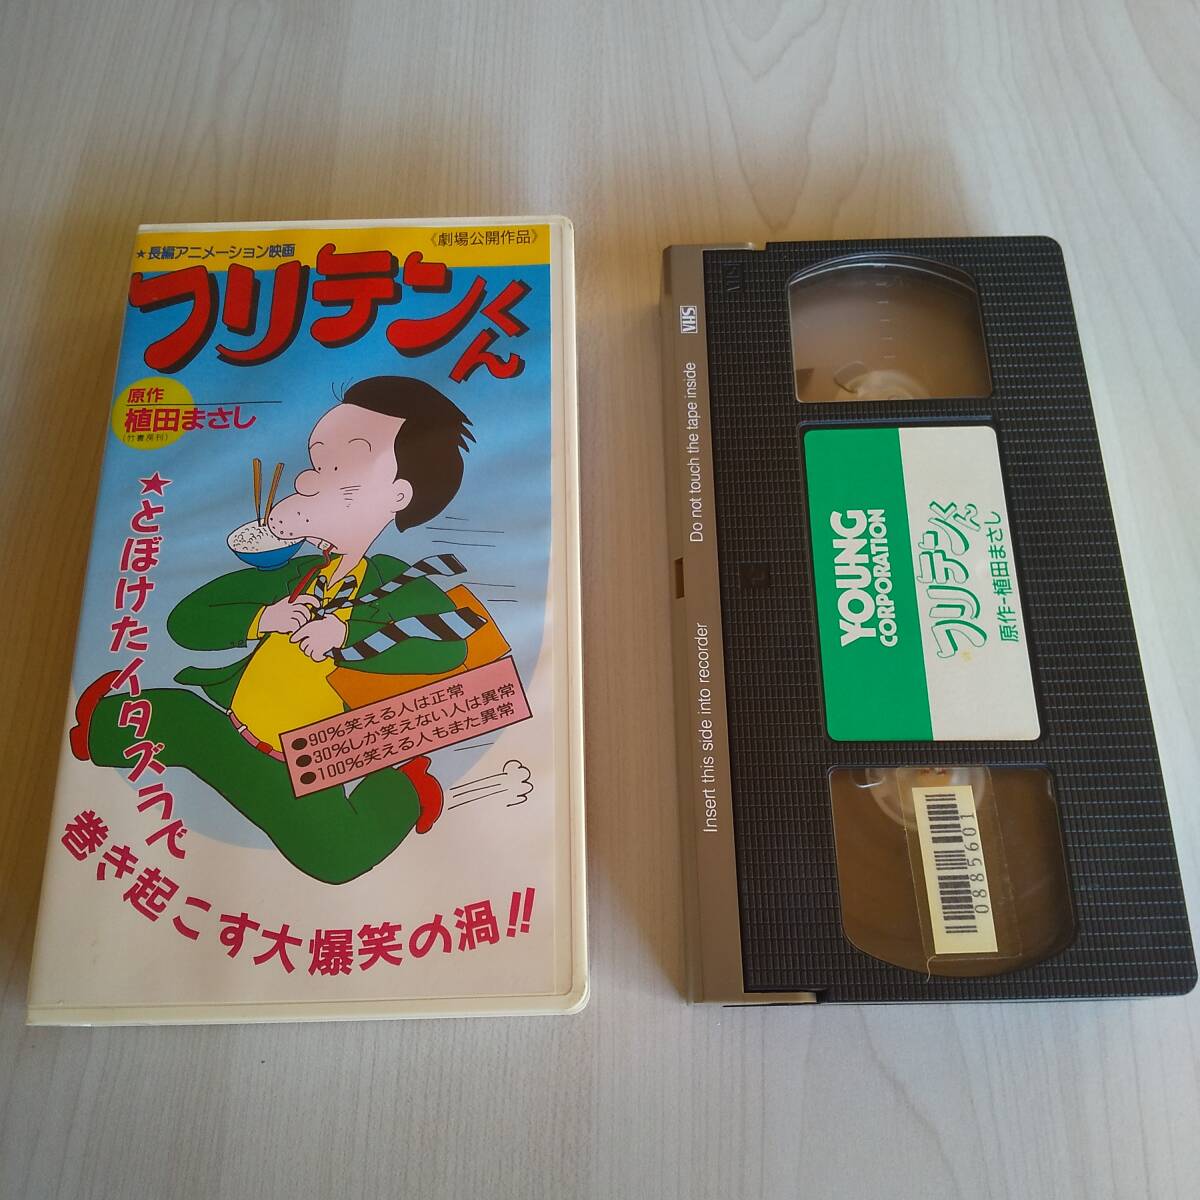 ★長編アニメーション映画
《劇場公開作品》
フリテンくん
原作
植田まさし
(竹書房刊)
★とぼけたイタズラで
巻き起こす大爆笑の渦!!
●90%笑える人は正常
●30%しか笑えない人は異常
●100%笑える人もまた異常
VHS
Do not touch the tape inside
Insert this side into recorder
VHS
YOUNG
CORPORATION
フリテンくん
原作-植田まさし
0885601